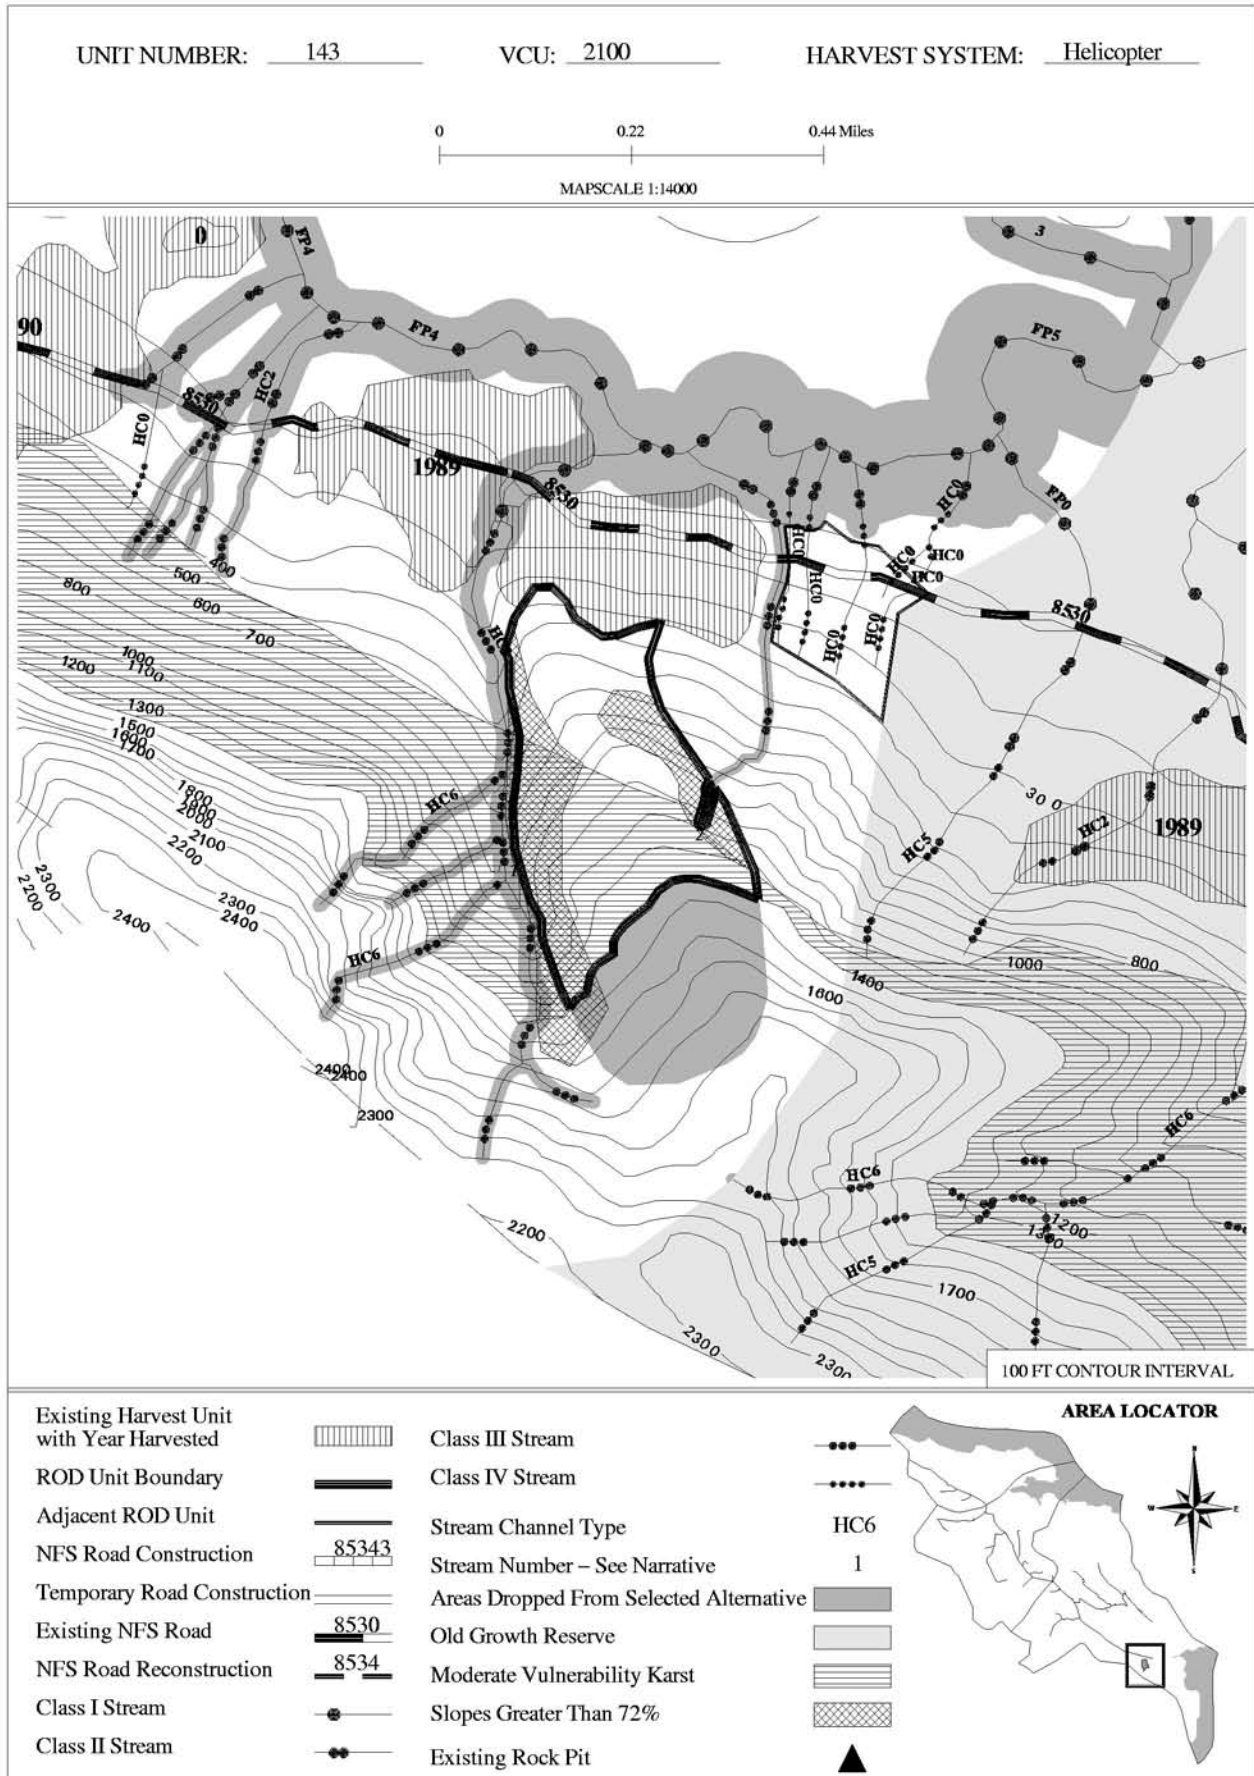 UNIT NUMBER: 143 VCU: 2100 HARVEST SYSTEM: Helicopter
0 0.22 0.44 Miles
MAPSCALE 1:14000
0
FP4
3
90
FP4
FP5
HC2
8530
HC0
1989
8530
HC0
FP0
HC0
HC0
HC0
HC0
HC0
HC0
HC0
8530
400
500
800
600
700
1000
1100
1200
1300
1500
1600
1700
300
1800
1900
2000
2100
2200
HC6
HC5
HC2
1989
2300
2200
2300
2400
2400
2300
HC6
1000
800
1400
1600
2400
2400
2300
HC6
HC6
1200
2200
HC5
1700
2300
2300
100 FT CONTOUR INTERVAL
Existing Harvest Unit
with Year Harvested
ROD Unit Boundary
Adjacent ROD Unit
NFS Road Construction 85343
Temporary Road Construction
Existing NFS Road 8530
NFS Road Reconstruction 8534
Class I Stream
Class II Stream
Class III Stream
Class IV Stream
Stream Channel Type HC6
Stream Number – See Narrative 1
Areas Dropped From Selected Alternative
Old Growth Reserve
Moderate Vulnerability Karst
Slopes Greater Than 72%
Existing Rock Pit
AREA LOCATOR
N
W E
S